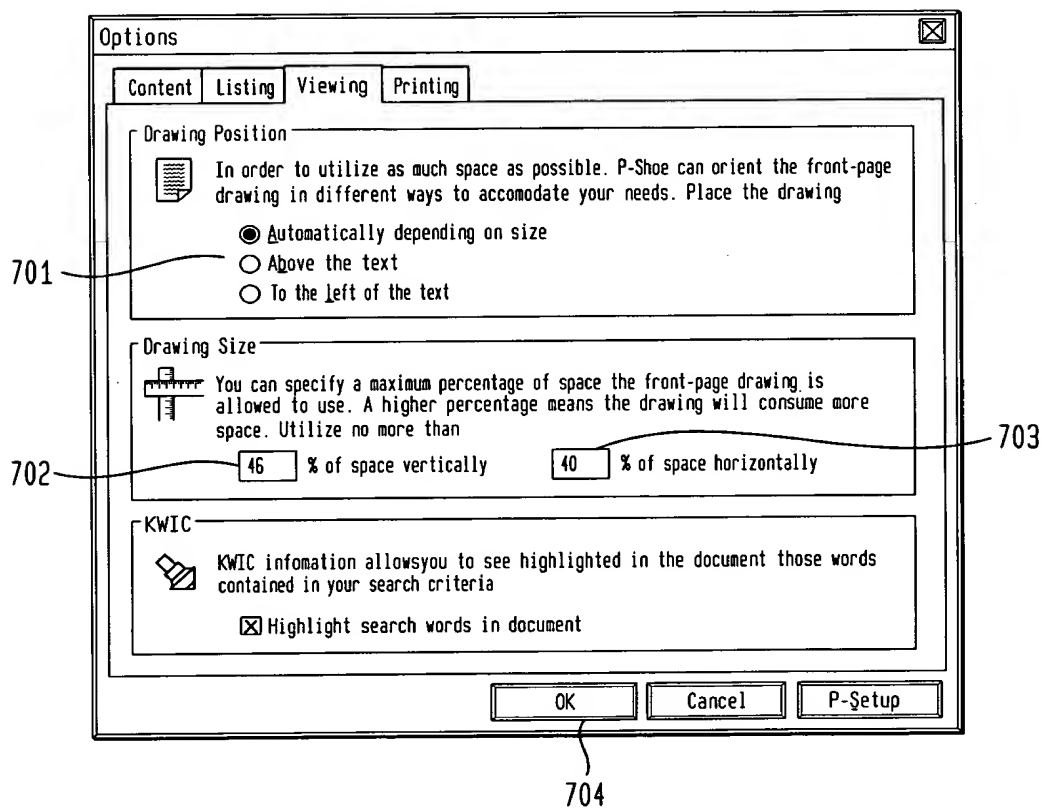 Options
Content Listing Viewing Printing
Drawing Position
In order to utilize as much space as possible. P-Shoe can orient the front-page
drawing in different ways to accomodate your needs. Place the drawing
Automatically depending on size
701
Above the text
To the left of the text
Drawing Size
You can specify a maximum percentage of space the front-page drawing is
allowed to use. A higher percentage means the drawing will consume more
space. Utilize no more than
703
702
46 % of space vertically 40 % of space horizontally
KWIC
KWIC infomation allowsyou to see highlighted in the document those words
contained in your search criteria
Highlight search words in document
OK Cancel P-Setup
704